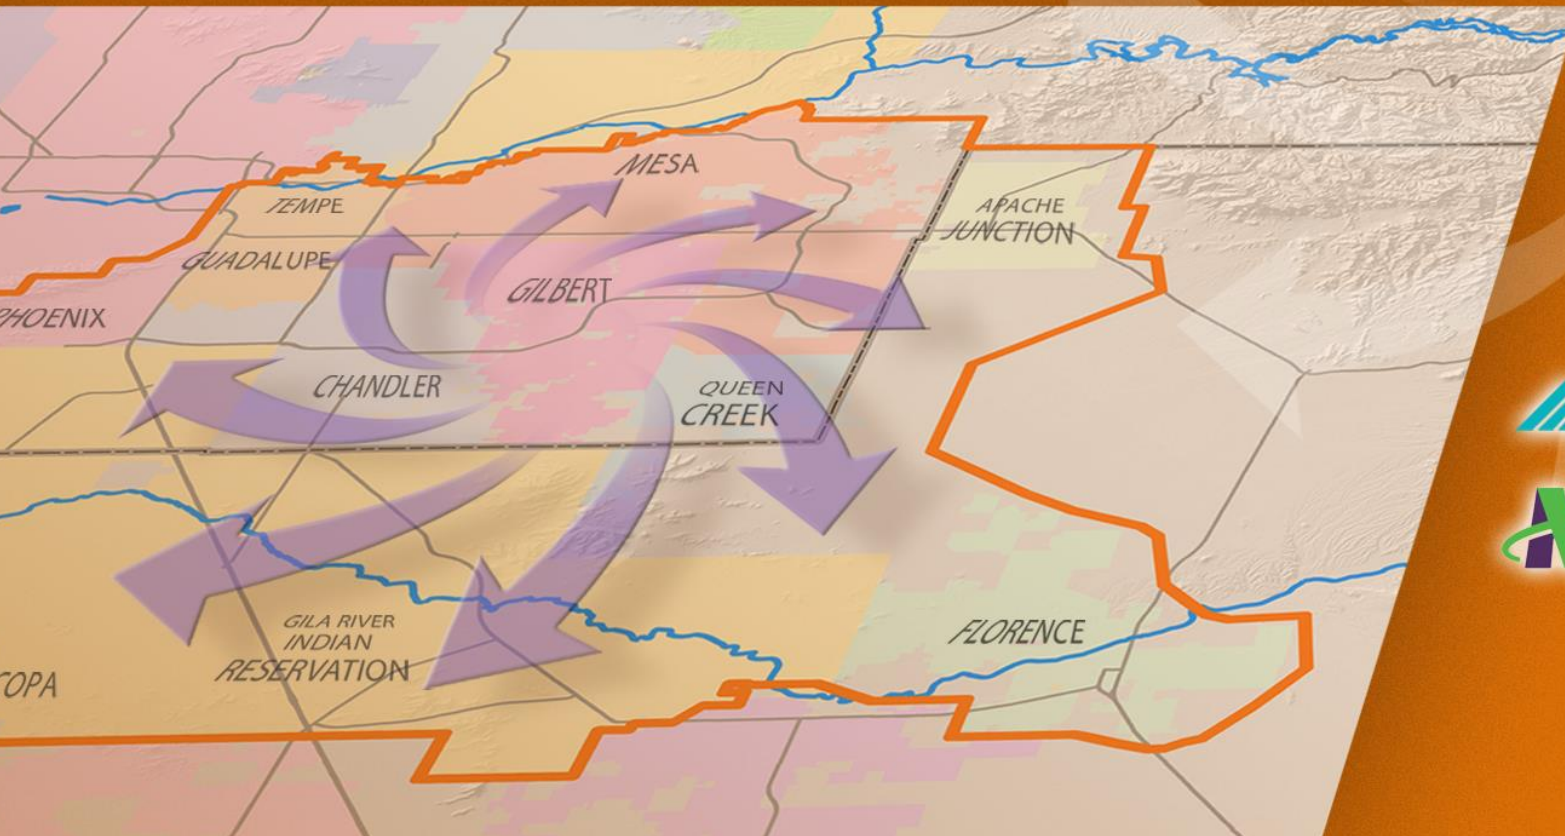 MESA
TEMPE
APACHE
JUNCTION
GUADALUPE
GILBERT
PHOENIX
CHANDLER
QUEEN
CREEK
GILA RIVER
INDIAN
RESERVATION
FLORENCE
COPA